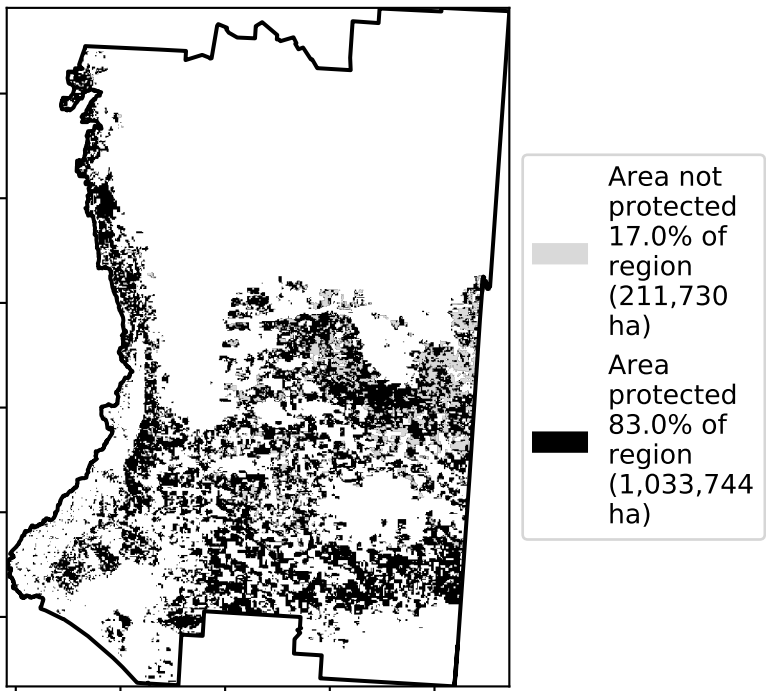 Area not
protected
17.0% of
region
(211,730
ha)
Area
protected
83.0% of
region
(1,033,744
ha)